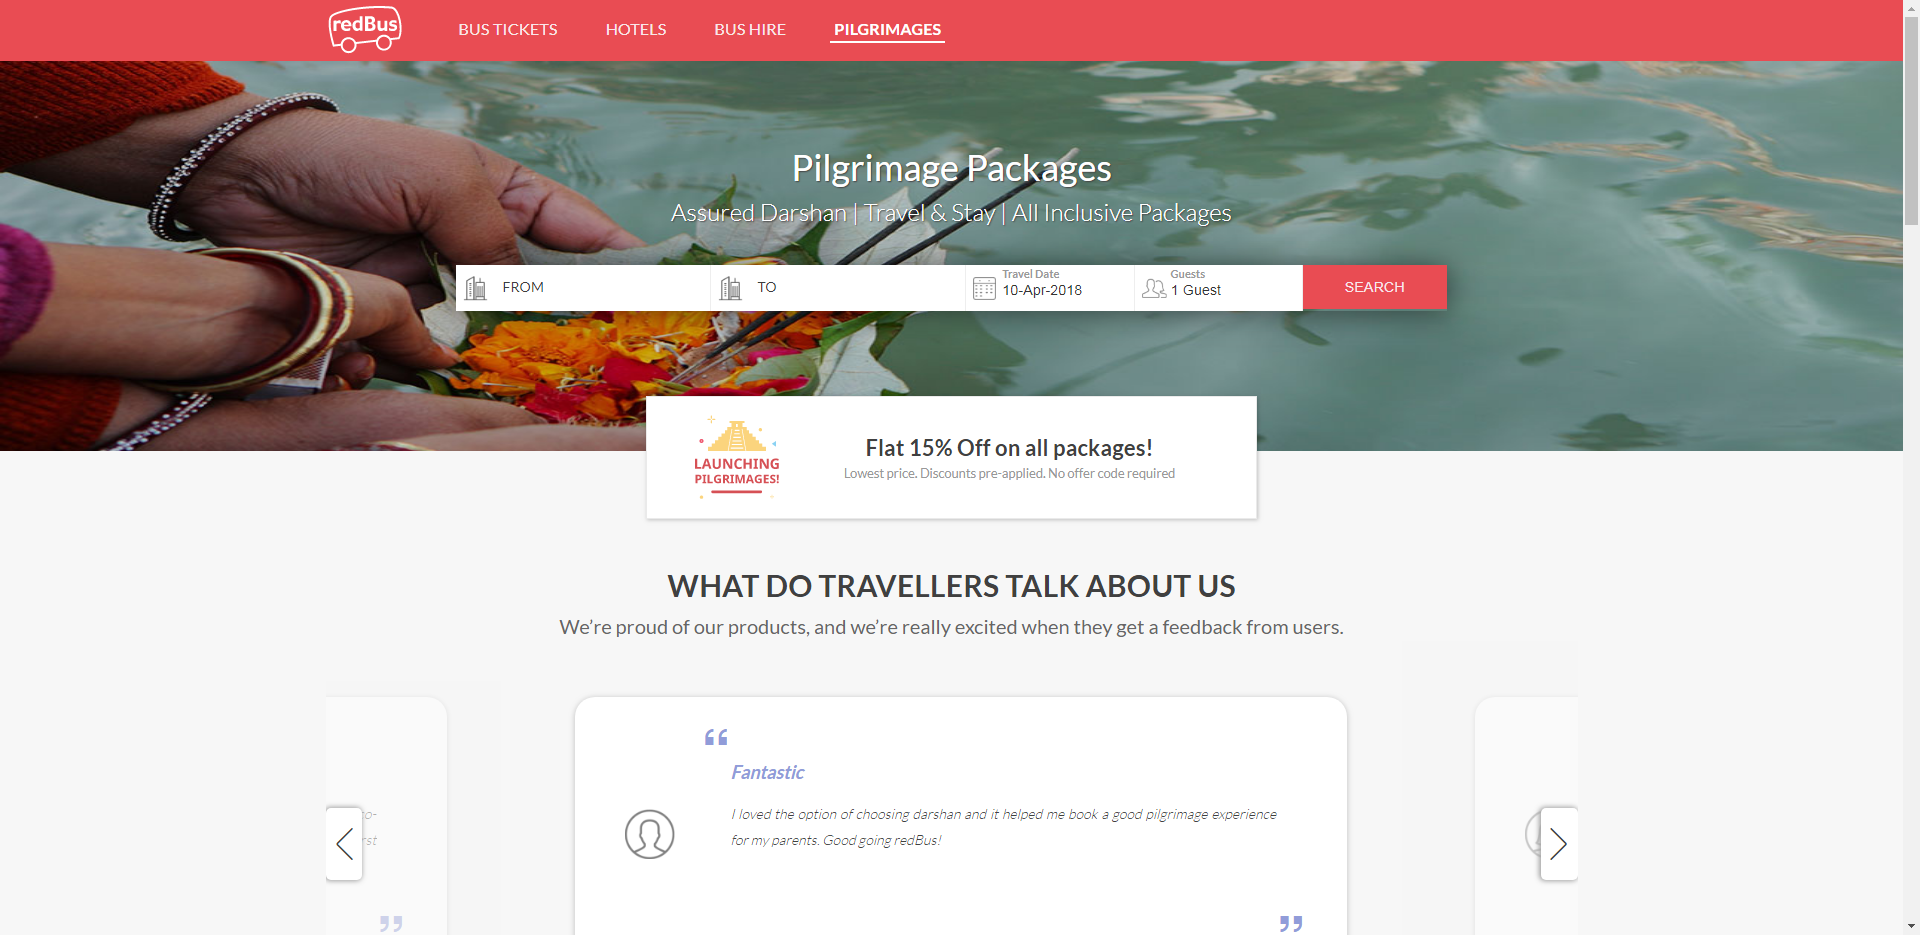 redBus
BUS TICKETS
HOTELS
BUS HIRE
PILGRIMAGES
Pilgrimage Packages
Assured Darshan | Travel & Stay | All Inclusive Packages
FROM
TO
Travel Date
10-Apr-2018
Guests
1 Guest
SEARCH
LAUNCHING
PILGRIMAGES!
Flat 15% Off on all packages!
Lowest price. Discounts pre-applied. No offer code required
WHAT DO TRAVELLERS TALK ABOUT US
We’re proud of our products, and we’re really excited when they get a feedback from users.
“
Fantastic
I loved the option of choosing darshan and it helped me book a good pilgrimage experience
for my parents. Good going redBus!
” ”